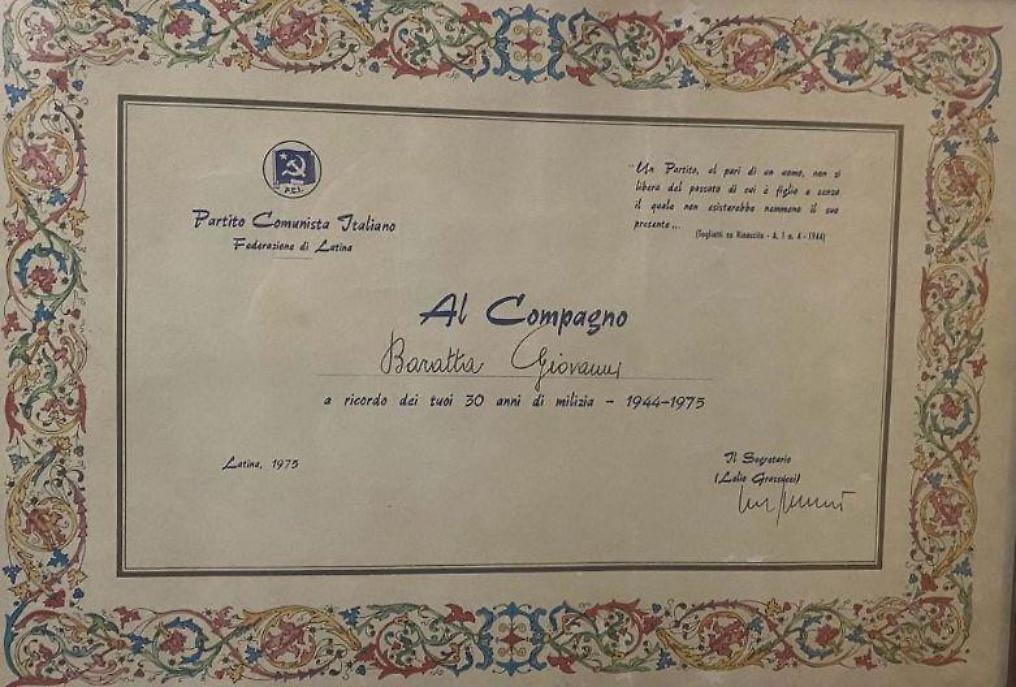 P.C.I.
Partito Comunista Italiano
Federazione di Latina
"Un Partito, al pari di un uomo, non si
libera del passato di cui è figlio e senza
il quale non esisterebbe nemmeno il suo
presente„.
(Togliatti su Rinascita - A. 1 n. 4 - 1944)
Al Compagno
Baratta Giovanni
a ricordo dei tuoi 30 anni di milizia - 1944-1975
Latina, 1975
Il Segretario
(Lelio Grassucci)